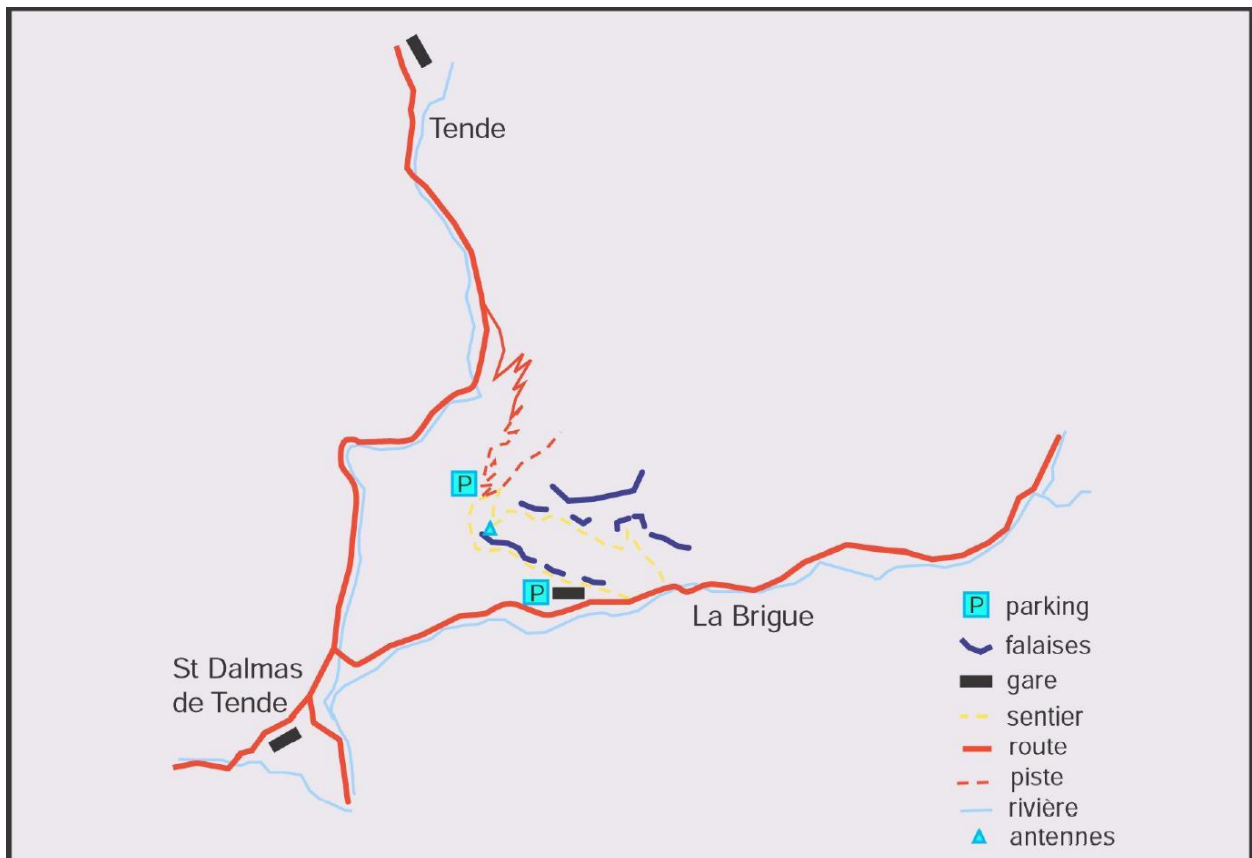 Tende
P
P
La Brigue
St Dalmas
de Tende
P parking
falaises
gare
sentier
route
piste
rivière
antennes